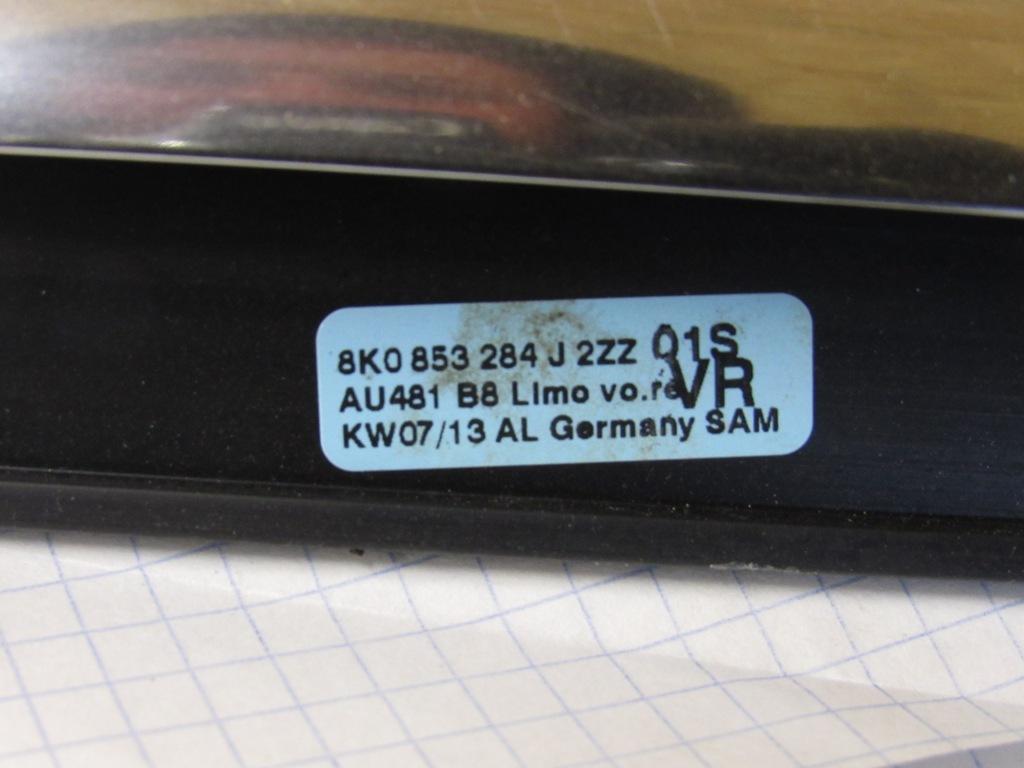 8K0 853 284 J 2ZZ 01S
AU481 B8 Limo vo.re VR
KW07/13 AL Germany SAM